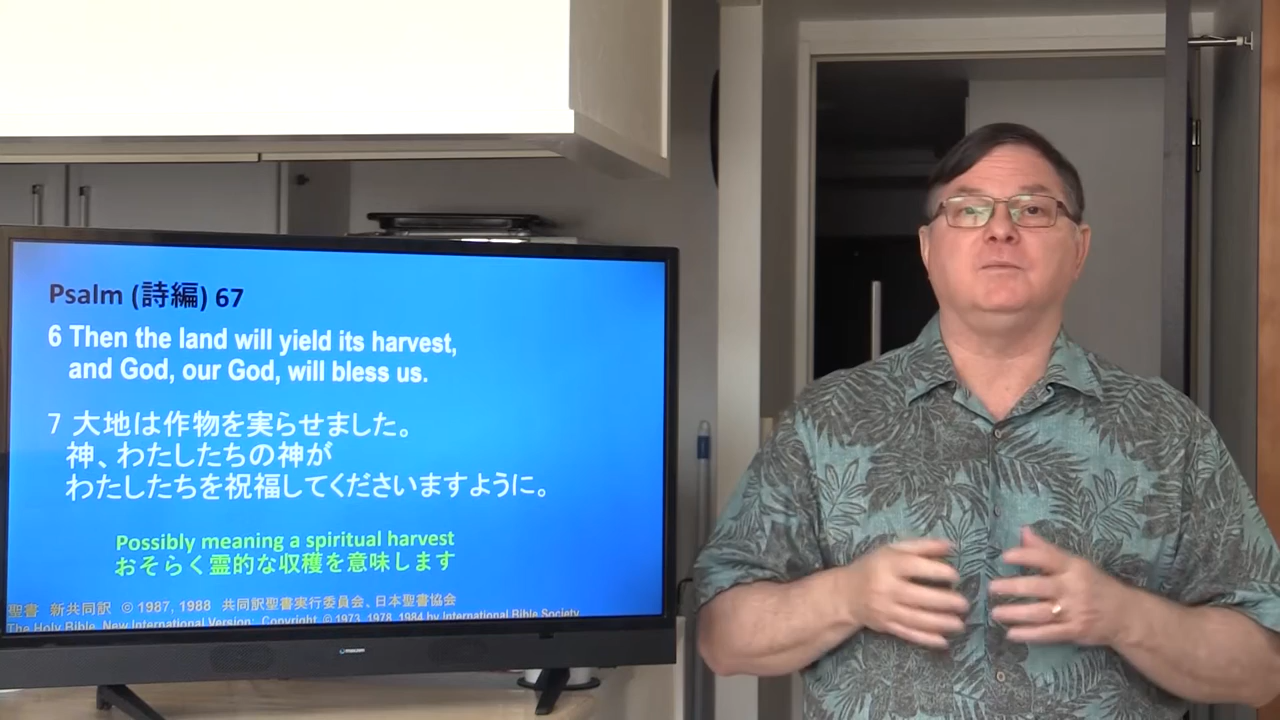 Psalm (詩編) 67
6 Then the land will yield its harvest,
and God, our God, will bless us.
7 大地は作物を実らせました。
神、わたしたちの神が
わたしたちを祝福してくださいますように。
Possibly meaning a spiritual harvest
おそらく霊的な収穫を意味します
聖書 新共同訳 © 1987, 1988 共同訳聖書実行委員会、日本聖書協会
The Holy Bible, New International Version; Copyright © 1973, 1978, 1984 by International Bible Society